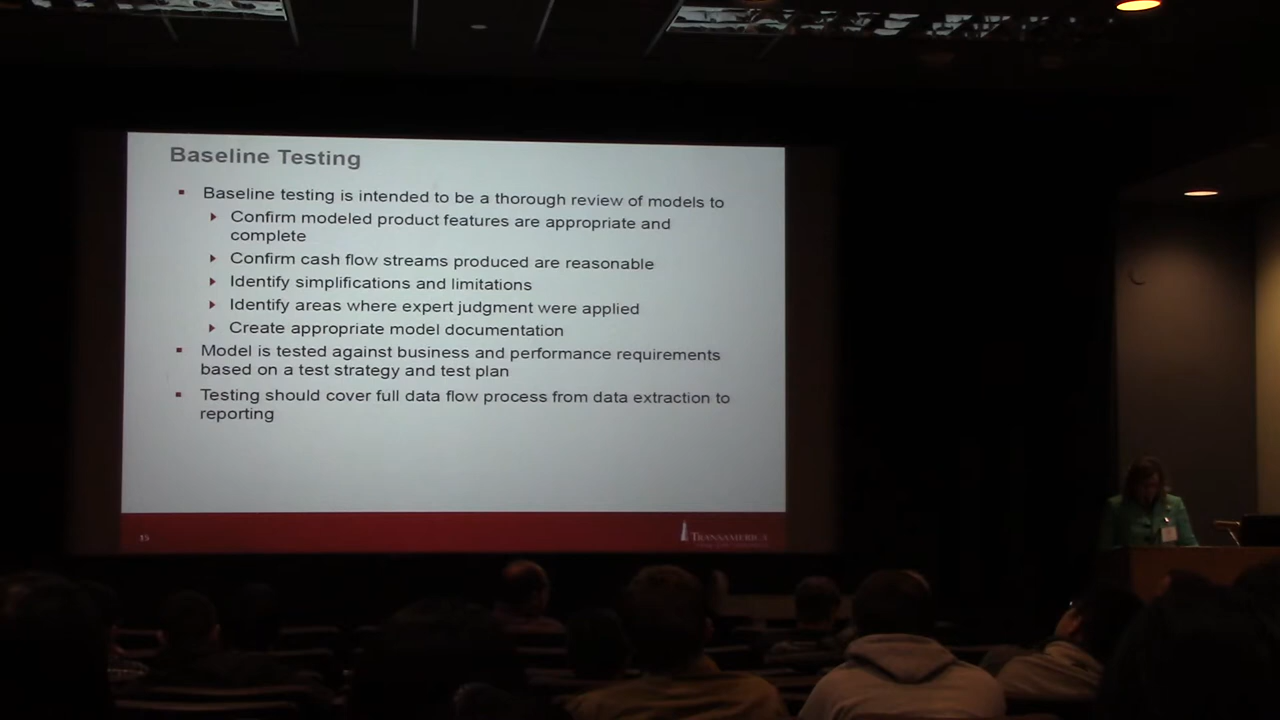 Baseline Testing
Baseline testing is intended to be a thorough review of models to
Confirm modeled product features are appropriate and
complete
Confirm cash flow streams produced are reasonable
Identify simplifications and limitations
Identify areas where expert judgment were applied
Create appropriate model documentation
Model is tested against business and performance requirements
based on a test strategy and test plan
Testing should cover full data flow process from data extraction to
reporting
15
TRANSAMERICA